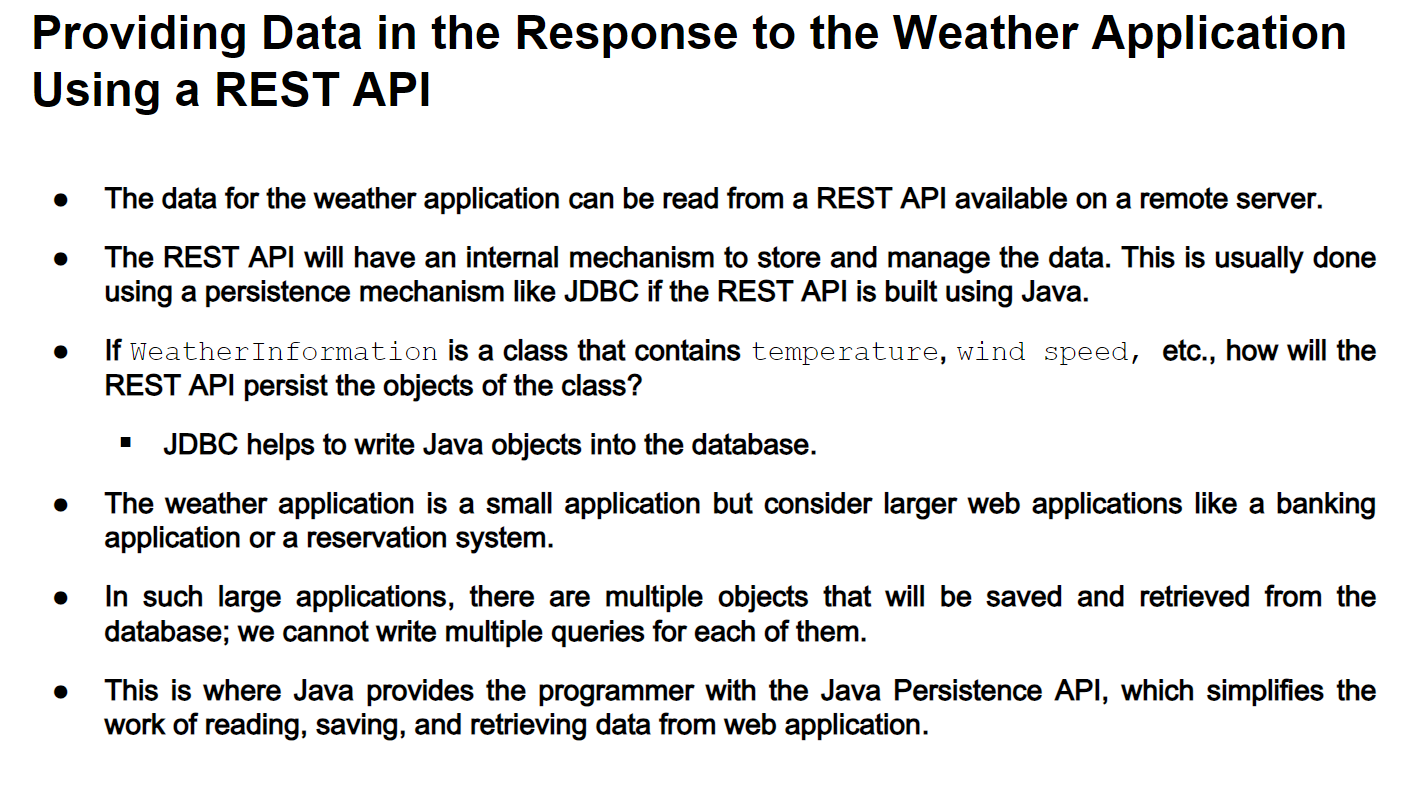 Providing Data in the Response to the Weather Application
Using a REST API
● The data for the weather application can be read from a REST API available on a remote server.
● The REST API will have an internal mechanism to store and manage the data. This is usually done
using a persistence mechanism like JDBC if the REST API is built using Java.
● If WeatherInformation is a class that contains temperature, wind speed, etc., how will the
REST API persist the objects of the class?
▪ JDBC helps to write Java objects into the database.
● The weather application is a small application but consider larger web applications like a banking
application or a reservation system.
● In such large applications, there are multiple objects that will be saved and retrieved from the
database; we cannot write multiple queries for each of them.
● This is where Java provides the programmer with the Java Persistence API, which simplifies the
work of reading, saving, and retrieving data from web application.